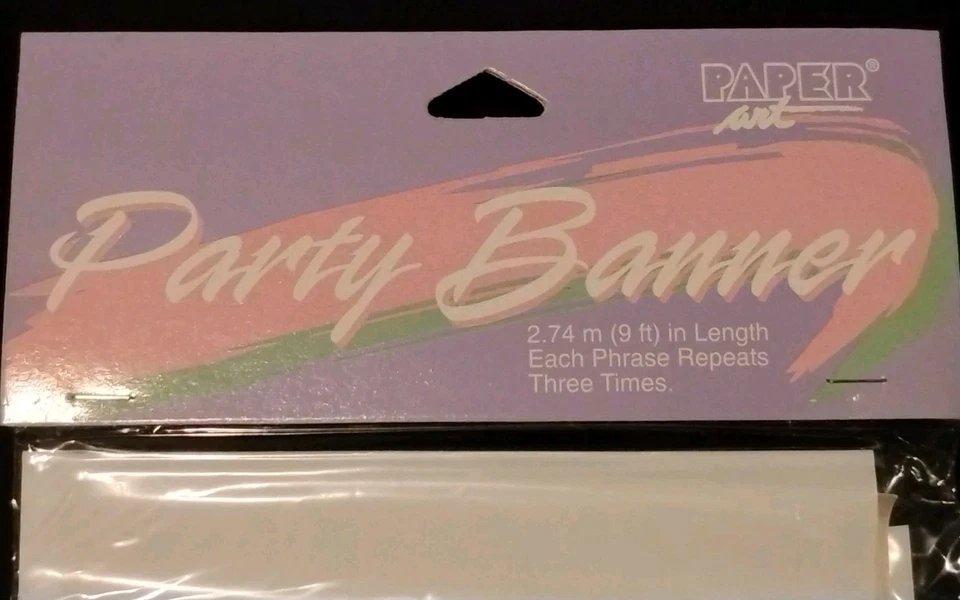 PAPER®
art
Party Banner
2.74 m (9 ft) in Length
Each Phrase Repeats
Three Times.